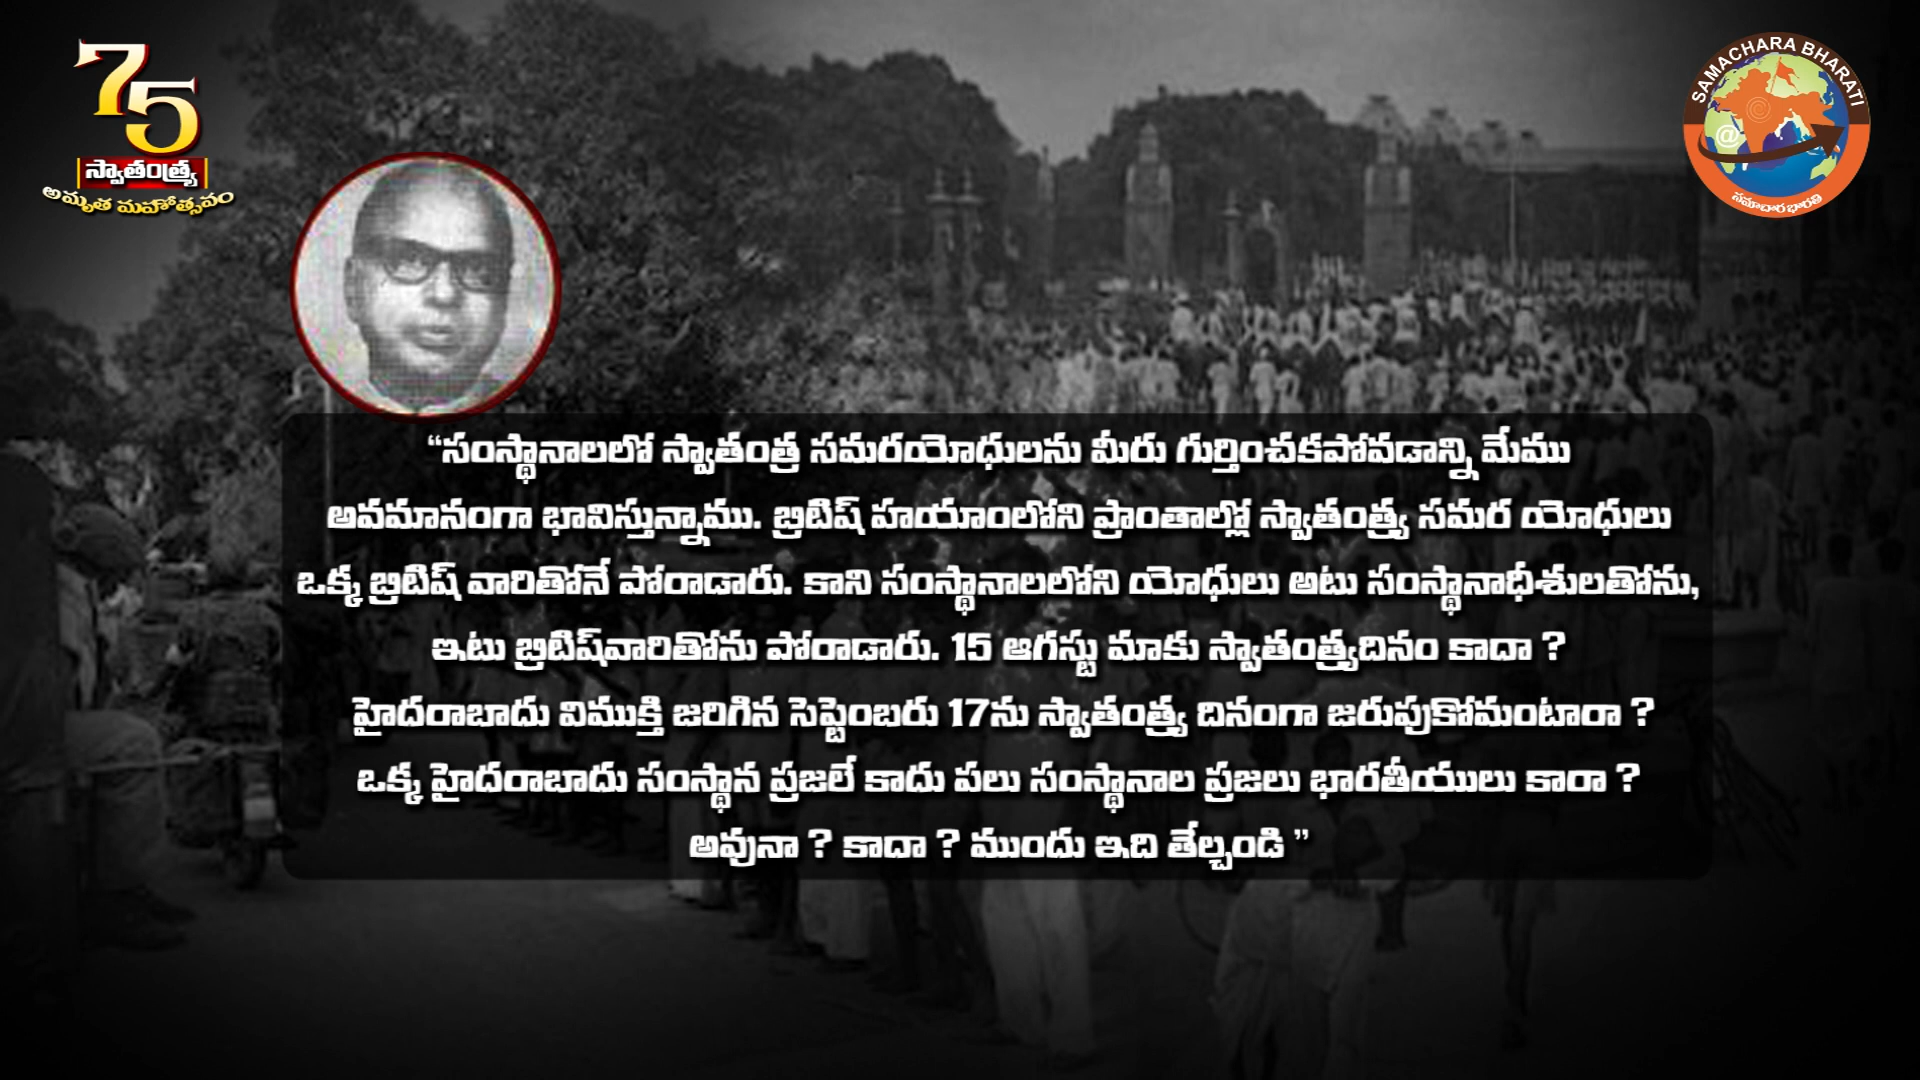 75
స్వాతంత్ర్య
అమృత మహోత్సవం
SAMACHARA BHARATI
@
సమాచార భారతి
“సంస్థానాలలో స్వాతంత్ర సమరయోధులను మీరు గుర్తించకపోవడాన్ని మేము
అవమానంగా భావిస్తున్నాము. బ్రిటిష్ హయాంలోని ప్రాంతాల్లో స్వాతంత్ర్య సమర యోధులు
ఒక్క బ్రిటిష్ వారితోనే పోరాడారు. కాని సంస్థానాలలోని యోధులు అటు సంస్థానాధీశులతోను,
ఇటు బ్రిటిష్‌వారితోను పోరాడారు. 15 ఆగస్టు మాకు స్వాతంత్ర్యదినం కాదా ?
హైదరాబాదు విముక్తి జరిగిన సెప్టెంబరు 17ను స్వాతంత్ర్య దినంగా జరుపుకోమంటారా ?
ఒక్క హైదరాబాదు సంస్థాన ప్రజలే కాదు పలు సంస్థానాల ప్రజలు భారతీయులు కారా ?
అవునా ? కాదా ? ముందు ఇది తేల్చండి ”